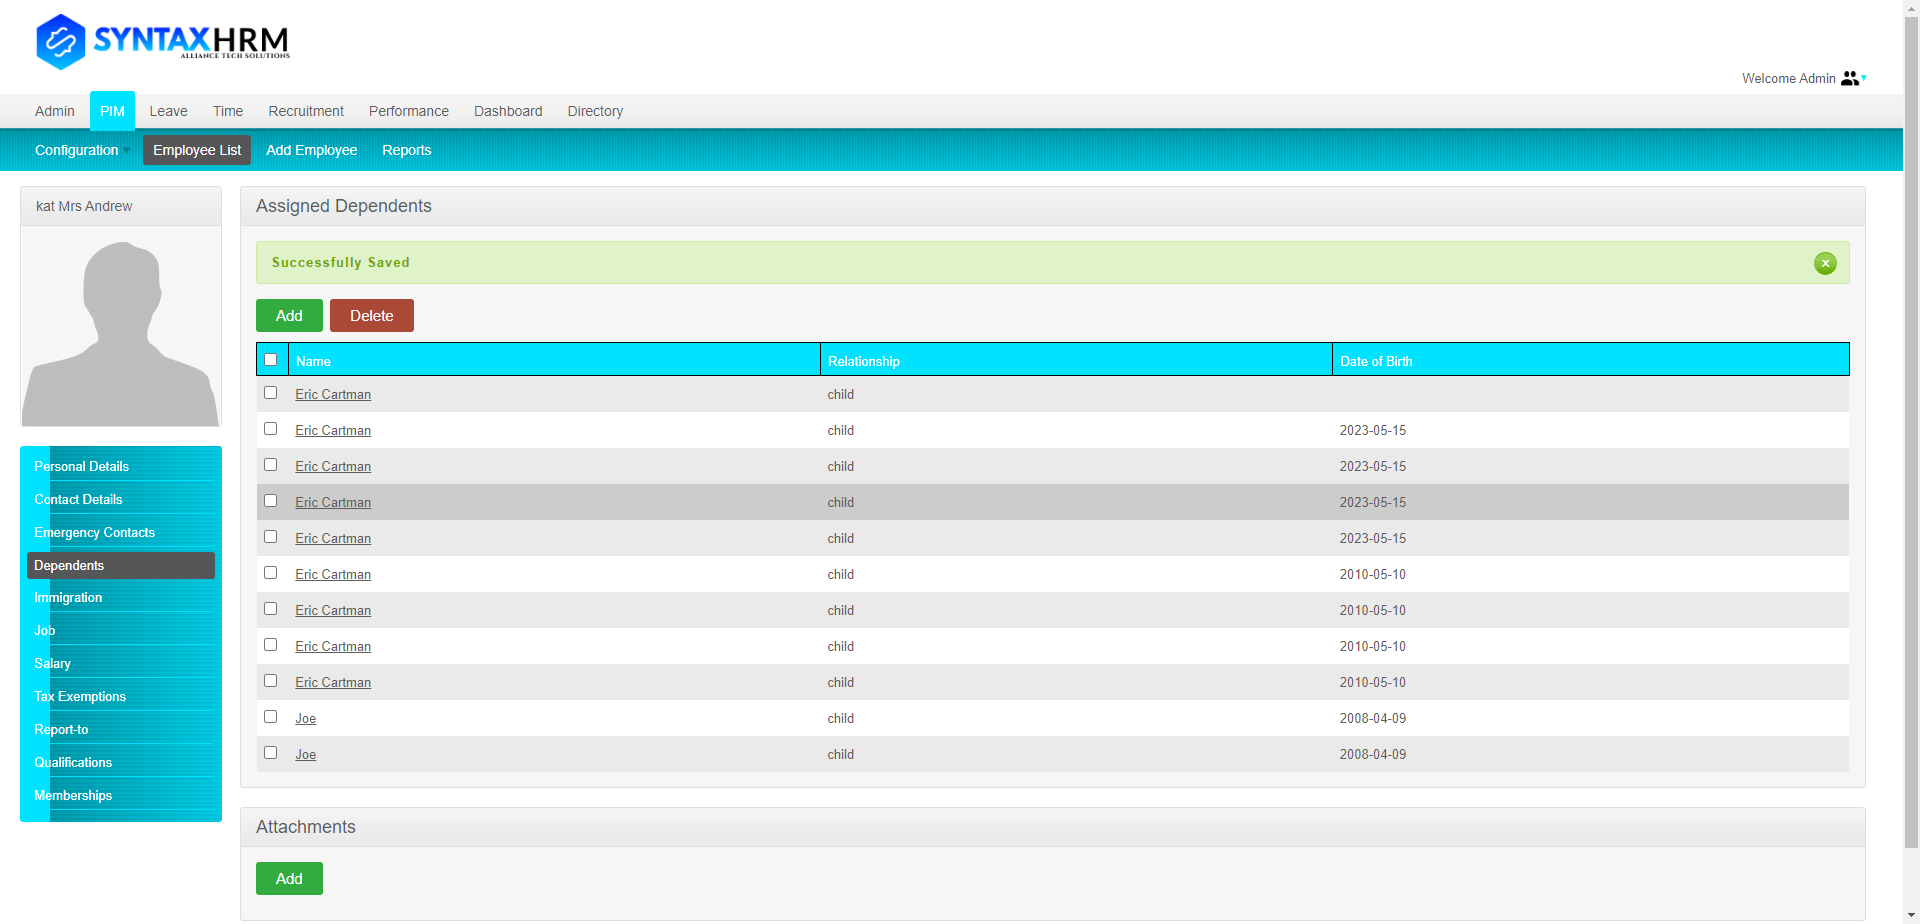 SYNTAXHRM
ALLIANCE TECH SOLUTIONS
Welcome Admin
Admin PIM Leave Time Recruitment Performance Dashboard Directory
Configuration Employee List Add Employee Reports
kat Mrs Andrew
Personal Details
Contact Details
Emergency Contacts
Dependents
Immigration
Job
Salary
Tax Exemptions
Report-to
Qualifications
Memberships
Assigned Dependents
Successfully Saved
x
Add Delete
Name Relationship Date of Birth
Eric Cartman child
Eric Cartman child 2023-05-15
Eric Cartman child 2023-05-15
Eric Cartman child 2023-05-15
Eric Cartman child 2023-05-15
Eric Cartman child 2010-05-10
Eric Cartman child 2010-05-10
Eric Cartman child 2010-05-10
Eric Cartman child 2010-05-10
Joe child 2008-04-09
Joe child 2008-04-09
Attachments
Add